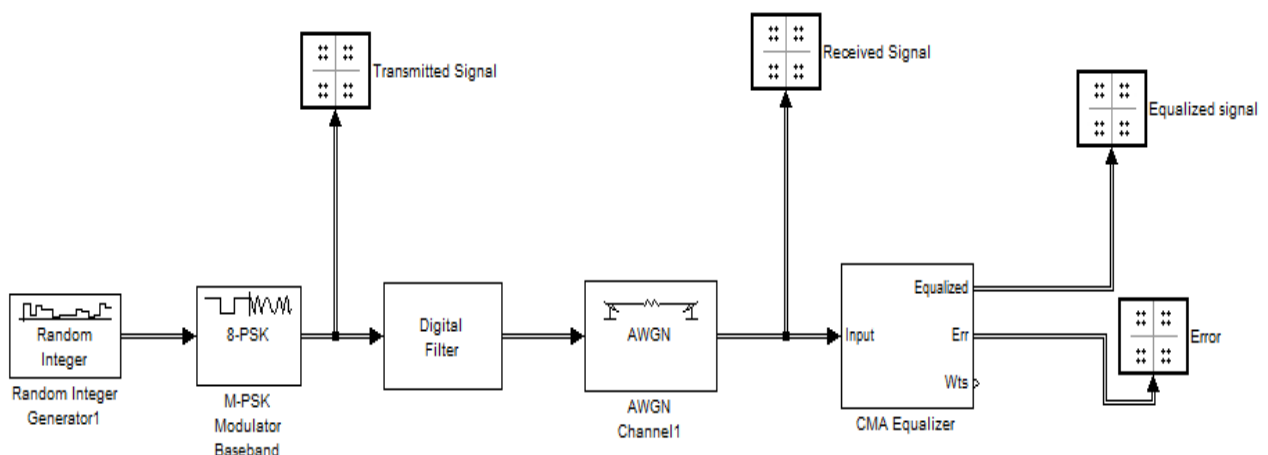 Transmitted Signal
Received Signal
Equalized signal
Random
Integer
Random Integer
Generator1
8-PSK
M-PSK
Modulator
Baseband
Digital
Filter
AWGN
AWGN
Channel1
Input
Equalized
Err
Wts
CMA Equalizer
Error